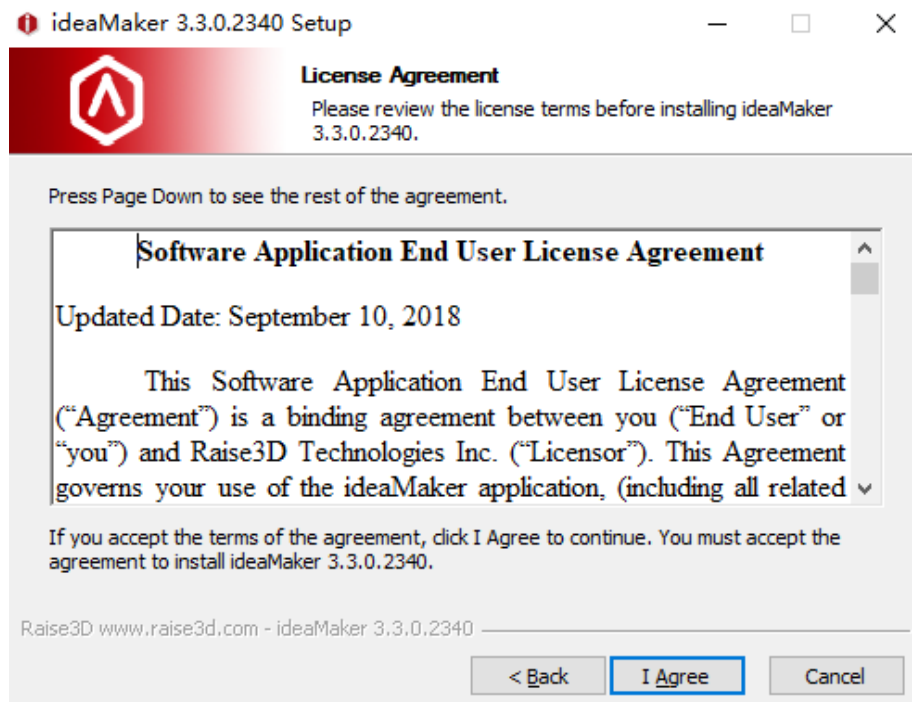 ideaMaker 3.3.0.2340 Setup
License Agreement
Please review the license terms before installing ideaMaker
3.3.0.2340.
Press Page Down to see the rest of the agreement.
Software Application End User License Agreement
Updated Date: September 10, 2018
This Software Application End User License Agreement
(“Agreement”) is a binding agreement between you (“End User” or
“you”) and Raise3D Technologies Inc. (“Licensor”). This Agreement
governs your use of the ideaMaker application, (including all related
If you accept the terms of the agreement, click I Agree to continue. You must accept the
agreement to install ideaMaker 3.3.0.2340.
Raise3D www.raise3d.com - ideaMaker 3.3.0.2340
< Back
I Agree
Cancel